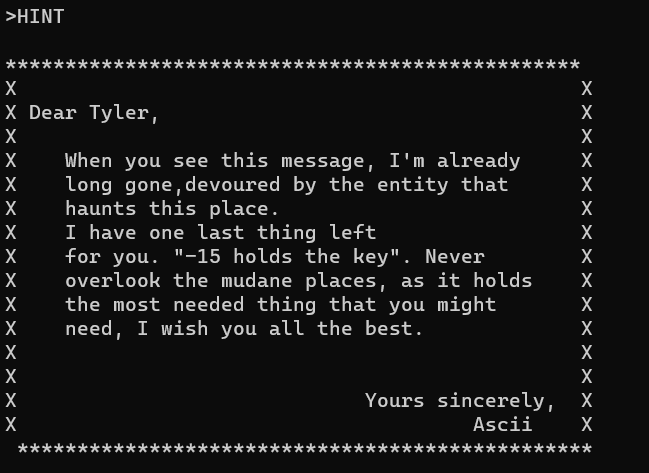 >HINT
************************************************
X X
X Dear Tyler, X
X X
X When you see this message, I'm already X
X long gone,devoured by the entity that X
X haunts this place. X
X I have one last thing left X
X for you. "-15 holds the key". Never X
X overlook the mudane places, as it holds X
X the most needed thing that you might X
X need, I wish you all the best. X
X X
X X
X Yours sincerely, X
X Ascii X
************************************************